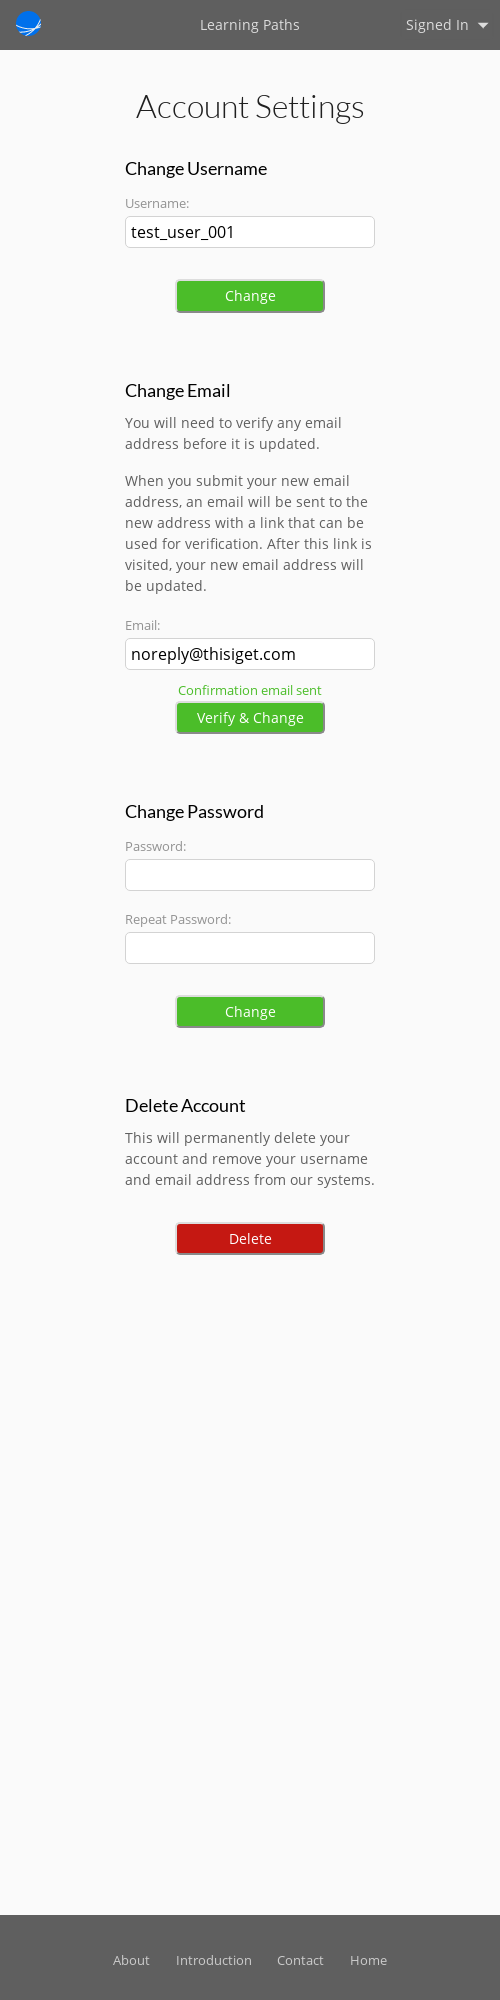 Learning Paths
Signed In
Account Settings
Change Username
Username:
test_user_001
Change
Change Email
You will need to verify any email
address before it is updated.
When you submit your new email
address, an email will be sent to the
new address with a link that can be
used for verification. After this link is
visited, your new email address will
be updated.
Email:
noreply@thisiget.com
Confirmation email sent
Verify & Change
Change Password
Password:
Repeat Password:
Change
Delete Account
This will permanently delete your
account and remove your username
and email address from our systems.
Delete
About Introduction Contact Home